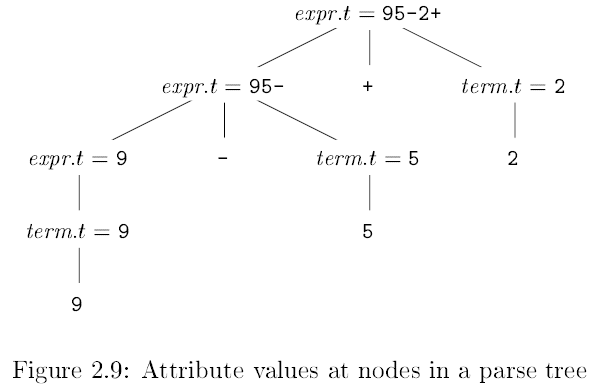 expr.t = 95-2+
expr.t = 95- + term.t = 2
expr.t = 9 - term.t = 5 2
term.t = 9 5
9
Figure 2.9: Attribute values at nodes in a parse tree